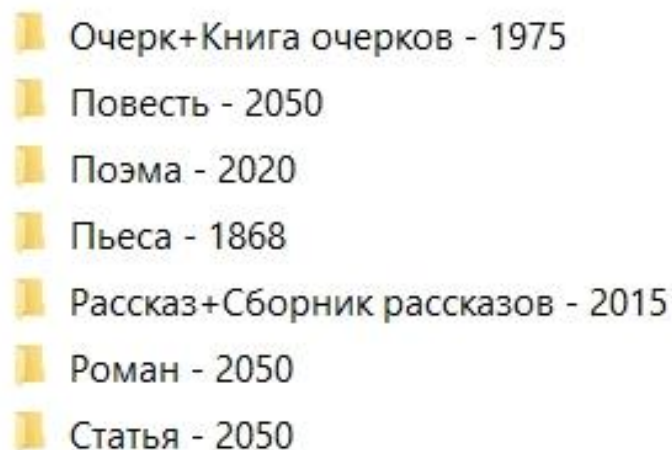 Очерк+Книга очерков - 1975
Повесть - 2050
Поэма - 2020
Пьеса - 1868
Рассказ+Сборник рассказов - 2015
Роман - 2050
Статья - 2050